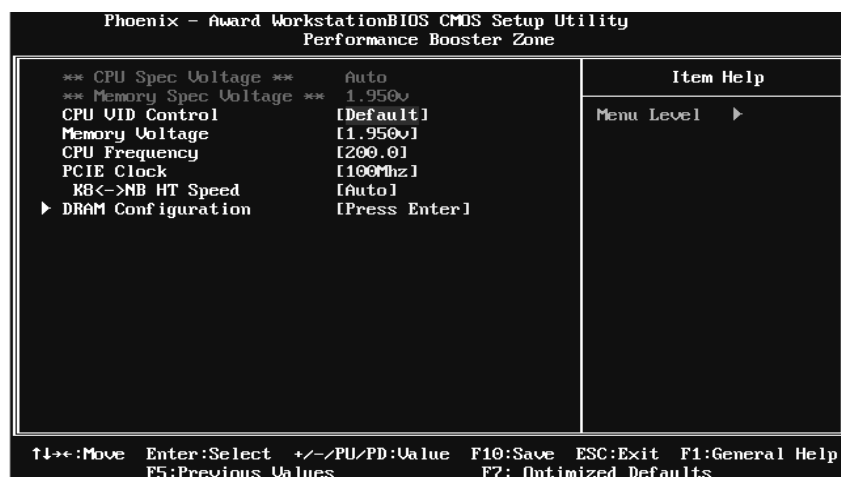 Phoenix - Award WorkstationBIOS CMOS Setup Utility
Performance Booster Zone
** CPU Spec Voltage ** Auto
** Memory Spec Voltage ** 1.950v
CPU VID Control [Default]
Memory Voltage [1.950v]
CPU Frequency [200.0]
PCIE Clock [100Mhz]
K8<->NB HT Speed [Auto]
▶ DRAM Configuration [Press Enter]
Item Help
Menu Level ▶
↑↓→←:Move Enter:Select +/-/PU/PD:Value F10:Save ESC:Exit F1:General Help
F5:Previous Values F7: Optimized Defaults